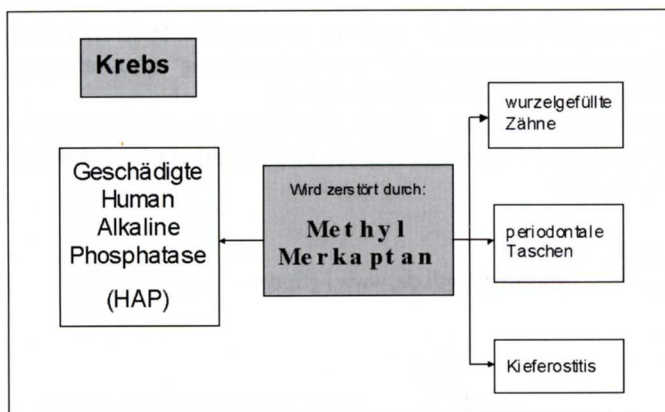 Krebs
Geschädigte
Human
Alkaline
Phosphatase
(HAP)
Wird zerstört durch:
Methyl
Merkaptan
wurzelgefüllte
Zähne
periodontale
Taschen
Kieferostitis